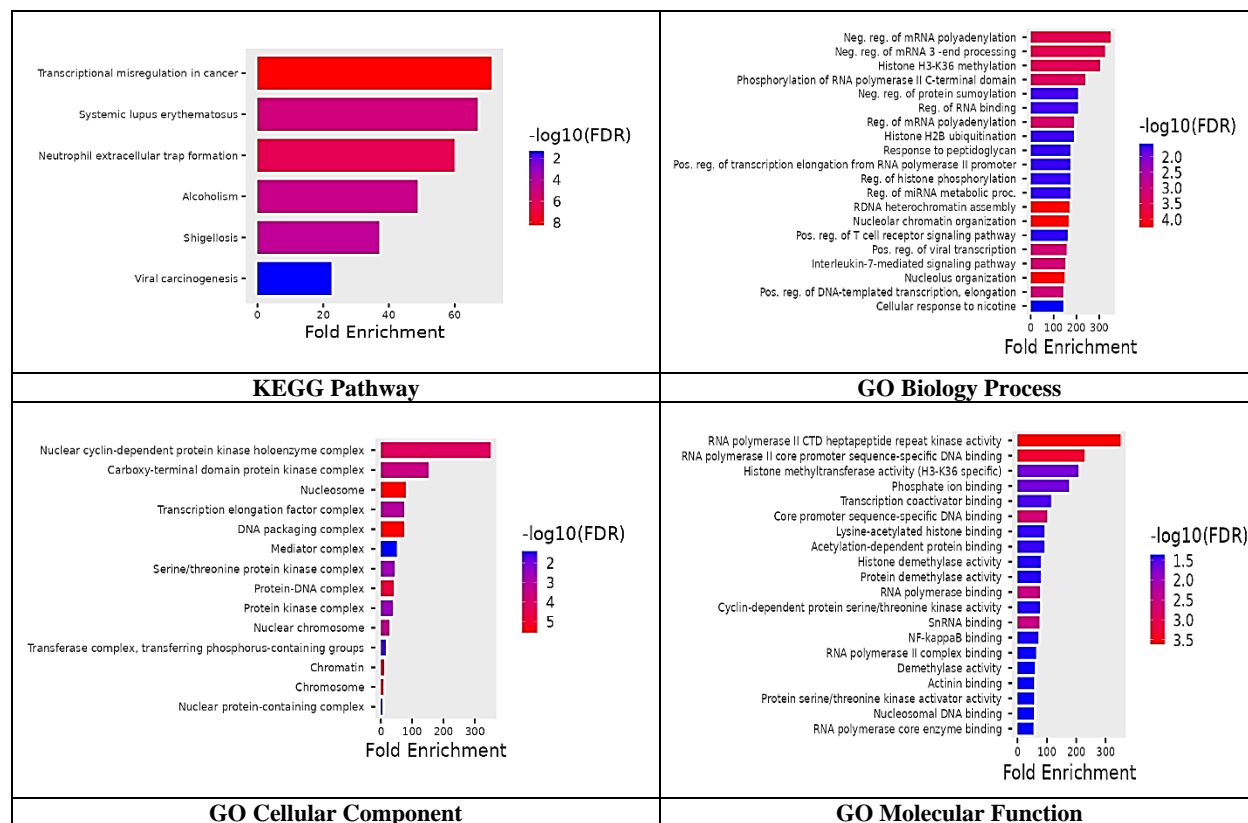 Transcriptional misregulation in cancer
Systemic lupus erythematosus
Neutrophil extracellular trap formation
Alcoholism
Shigellosis
Viral carcinogenesis
0 20 40 60
Fold Enrichment
-log10(FDR)
2
4
6
8
KEGG Pathway
Neg. reg. of mRNA polyadenylation
Neg. reg. of mRNA 3 -end processing
Histone H3-K36 methylation
Phosphorylation of RNA polymerase II C-terminal domain
Neg. reg. of protein sumoylation
Reg. of RNA binding
Reg. of mRNA polyadenylation
Histone H2B ubiquitination
Response to peptidoglycan
Pos. reg. of transcription elongation from RNA polymerase II promoter
Reg. of histone phosphorylation
Reg. of miRNA metabolic proc.
RDNA heterochromatin assembly
Nucleolar chromatin organization
Pos. reg. of T cell receptor signaling pathway
Pos. reg. of viral transcription
Interleukin-7-mediated signaling pathway
Nucleolus organization
Pos. reg. of DNA-templated transcription, elongation
Cellular response to nicotine
0 100 200 300
Fold Enrichment
-log10(FDR)
2.0
2.5
3.0
3.5
4.0
GO Biology Process
Nuclear cyclin-dependent protein kinase holoenzyme complex
Carboxy-terminal domain protein kinase complex
Nucleosome
Transcription elongation factor complex
DNA packaging complex
Mediator complex
Serine/threonine protein kinase complex
Protein-DNA complex
Protein kinase complex
Nuclear chromosome
Transferase complex, transferring phosphorus-containing groups
Chromatin
Chromosome
Nuclear protein-containing complex
0 100 200 300
Fold Enrichment
-log10(FDR)
2
3
4
5
GO Cellular Component
RNA polymerase II CTD heptapeptide repeat kinase activity
RNA polymerase II core promoter sequence-specific DNA binding
Histone methyltransferase activity (H3-K36 specific)
Phosphate ion binding
Transcription coactivator binding
Core promoter sequence-specific DNA binding
Lysine-acetylated histone binding
Acetylation-dependent protein binding
Histone demethylase activity
Protein demethylase activity
RNA polymerase binding
Cyclin-dependent protein serine/threonine kinase activity
SnRNA binding
NF-kappaB binding
RNA polymerase II complex binding
Demethylase activity
Actinin binding
Protein serine/threonine kinase activator activity
Nucleosomal DNA binding
RNA polymerase core enzyme binding
0 100 200 300
Fold Enrichment
-log10(FDR)
1.5
2.0
2.5
3.0
3.5
GO Molecular Function